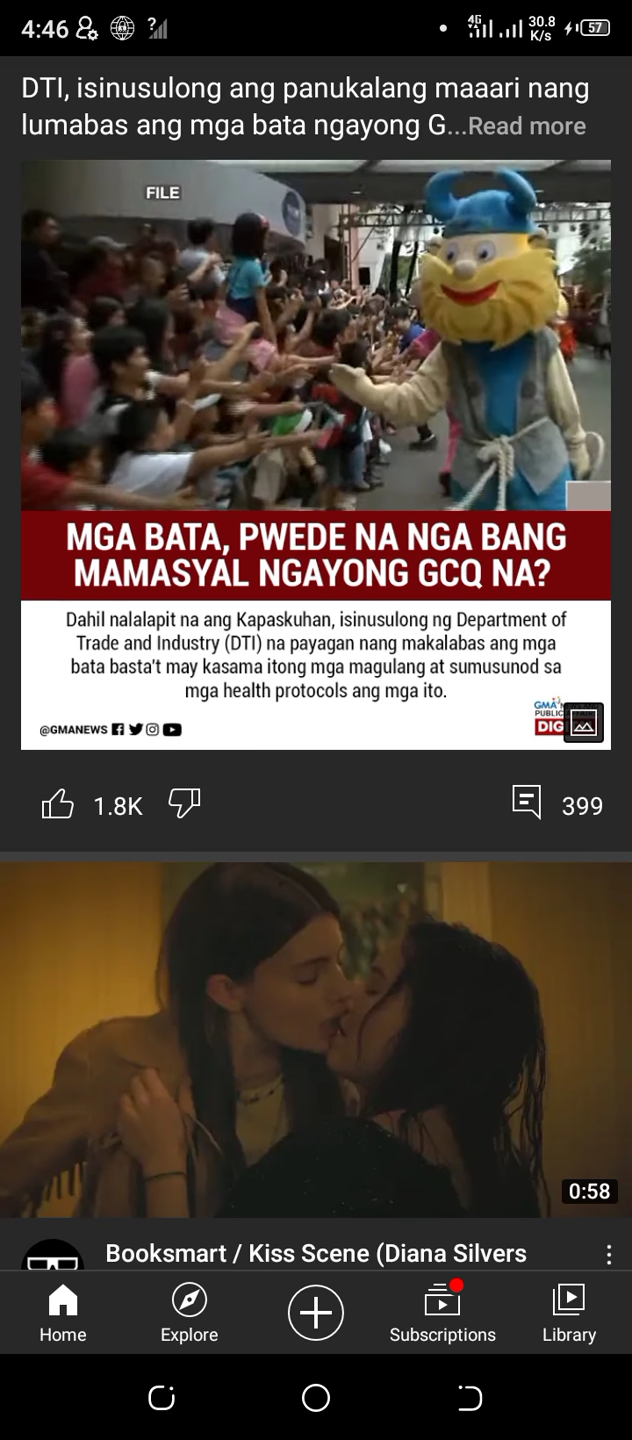 4:46
?
4G
30.8
K/s
57
DTI, isinusulong ang panukalang maaari nang
lumabas ang mga bata ngayong G...Read more
FILE
MGA BATA, PWEDE NA NGA BANG
MAMASYAL NGAYONG GCQ NA?
Dahil nalalapit na ang Kapaskuhan, isinusulong ng Department of
Trade and Industry (DTI) na payagan nang makalabas ang mga
bata basta't may kasama itong mga magulang at sumusunod sa
mga health protocols ang mga ito.
@GMANEWS
GMA
PUBLIC
DIG
1.8K
399
0:58
Booksmart / Kiss Scene (Diana Silvers
Home
Explore
Subscriptions
Library